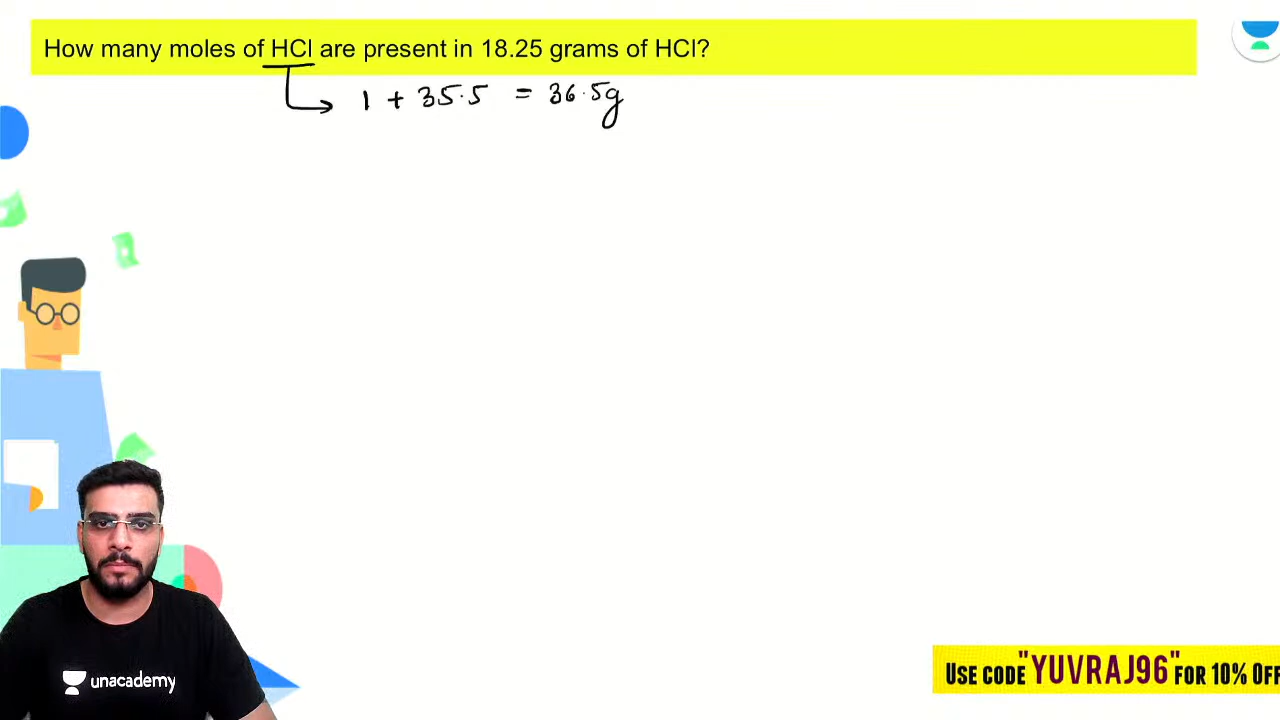 How many moles of HCl are present in 18.25 grams of HCl?
1 + 35.5 = 36.5g
unacademy
USE CODE "YUVRAJ96" FOR 10% OFF